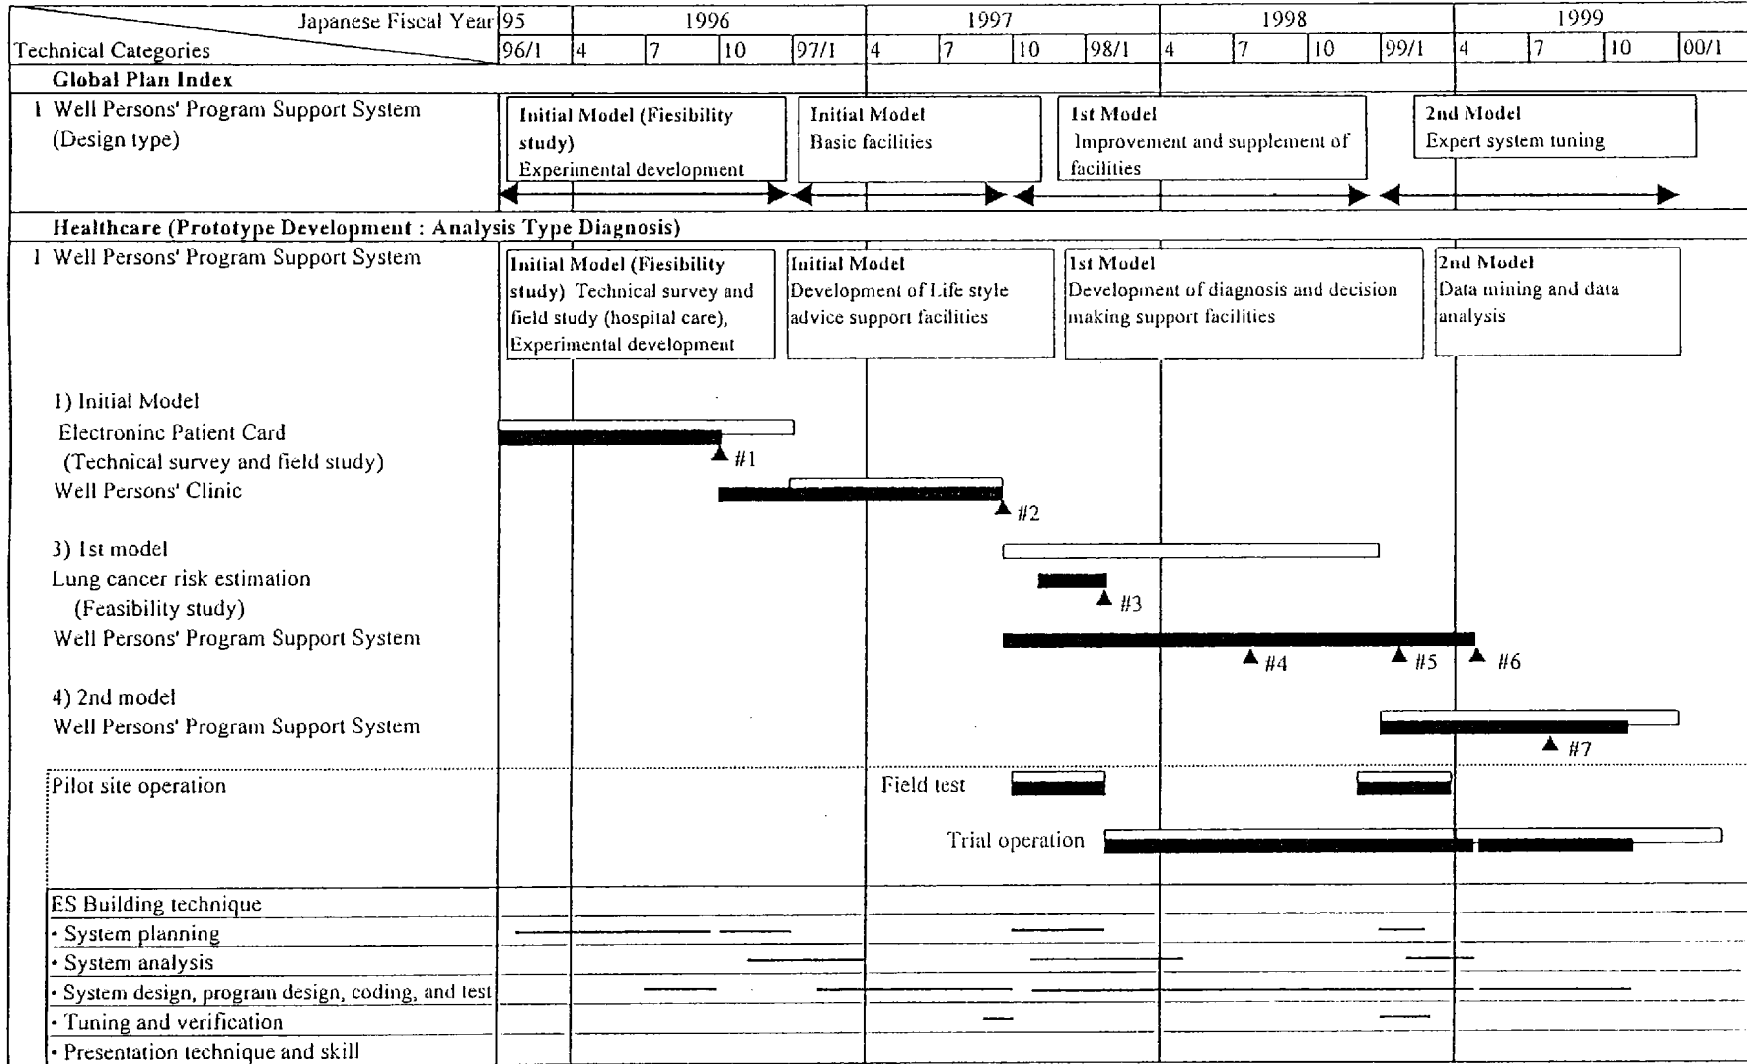 Japanese Fiscal Year 95 1996 1997 1998 1999
Technical Categories 96/1 4 7 10 97/1 4 7 10 98/1 4 7 10 99/1 4 7 10 00/1
Global Plan Index
1 Well Persons' Program Support System
(Design type)
Initial Model (Fiesibility
study)
Experimental development
Initial Model
Basic facilities
1st Model
Improvement and supplement of
facilities
2nd Model
Expert system tuning
Healthcare (Prototype Development : Analysis Type Diagnosis)
1 Well Persons' Program Support System
Initial Model (Fiesibility
study) Technical survey and
field study (hospital care),
Experimental development
Initial Model
Development of Life style
advice support facilities
1st Model
Development of diagnosis and decision
making support facilities
2nd Model
Data mining and data
analysis
1) Initial Model
Electroninc Patient Card
(Technical survey and field study)
#1
Well Persons' Clinic
#2
3) 1st model
Lung cancer risk estimation
(Feasibility study)
#3
Well Persons' Program Support System
#4 #5 #6
4) 2nd model
Well Persons' Program Support System
#7
Pilot site operation
Field test
Trial operation
ES Building technique
· System planning
· System analysis
· System design, program design, coding, and test
· Tuning and verification
· Presentation technique and skill